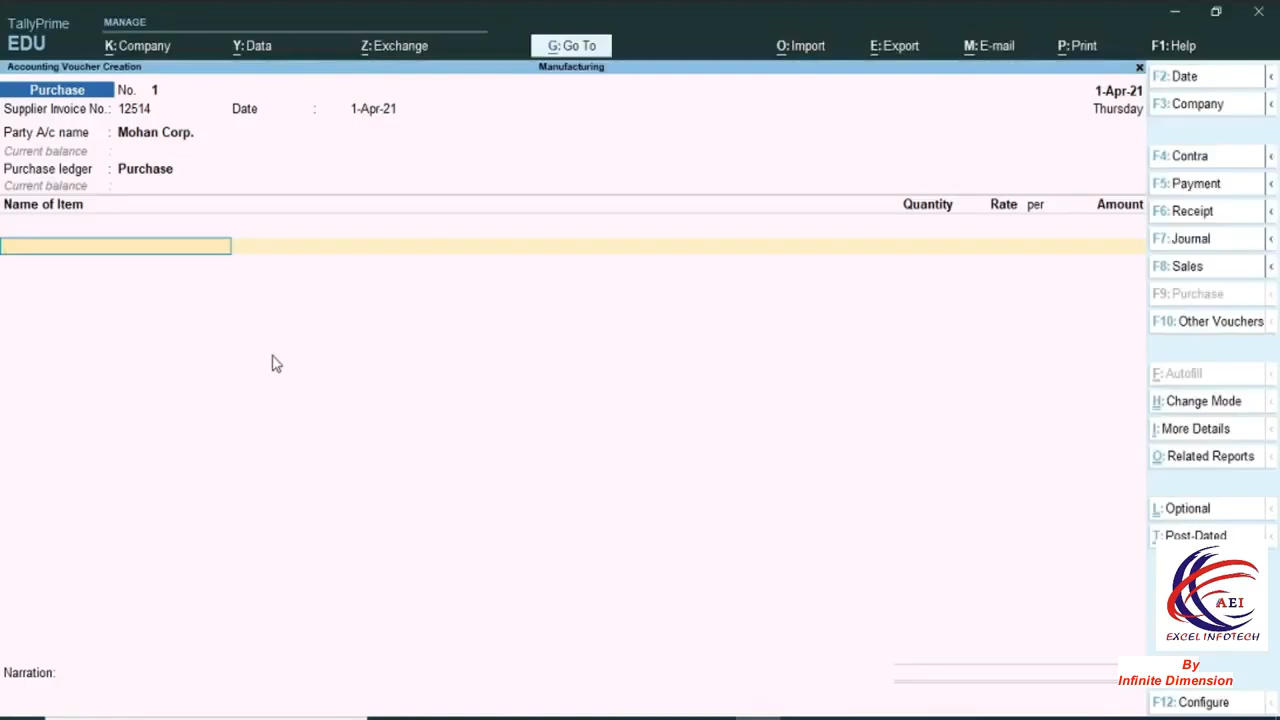 TallyPrime
EDU
MANAGE
K: Company
Y: Data
Z: Exchange
G: Go To
O: Import
E: Export
M: E-mail
P: Print
F1: Help
Accounting Voucher Creation
Manufacturing
x
Purchase No. 1
1-Apr-21
Supplier Invoice No.: 12514 Date : 1-Apr-21
Thursday
Party A/c name : Mohan Corp.
Current balance :
Purchase ledger : Purchase
Current balance :
Name of Item Quantity Rate per Amount
Narration:
F2: Date
F3: Company
F4: Contra
F5: Payment
F6: Receipt
F7: Journal
F8: Sales
F9: Purchase
F10: Other Vouchers
F: Autofill
H: Change Mode
I: More Details
O: Related Reports
L: Optional
T: Post-Dated
AEI
EXCEL INFOTECH
By
Infinite Dimension
F12: Configure